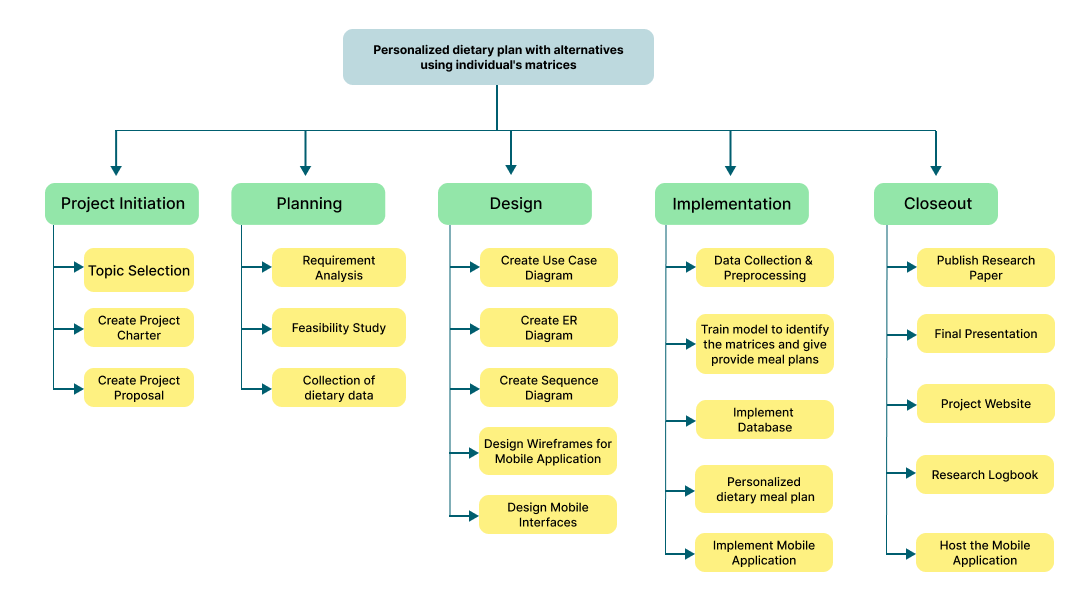 Personalized dietary plan with alternatives
using individual's matrices
Project Initiation
Topic Selection
Create Project
Charter
Create Project
Proposal
Planning
Requirement
Analysis
Feasibility Study
Collection of
dietary data
Design
Create Use Case
Diagram
Create ER
Diagram
Create Sequence
Diagram
Design Wireframes for
Mobile Application
Design Mobile
Interfaces
Implementation
Data Collection &
Preprocessing
Train model to identify
the matrices and give
provide meal plans
Implement
Database
Personalized
dietary meal plan
Implement Mobile
Application
Closeout
Publish Research
Paper
Final Presentation
Project Website
Research Logbook
Host the Mobile
Application